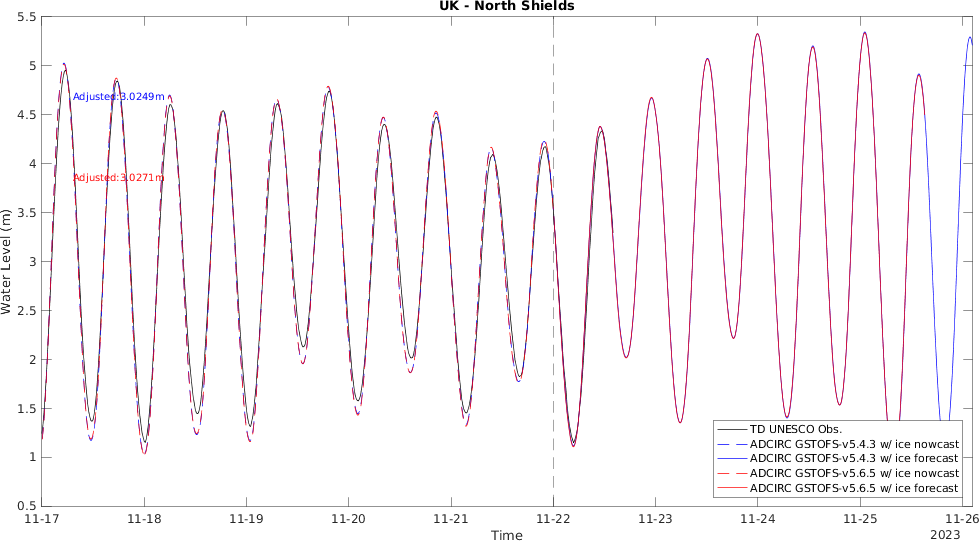 UK - North Shields
5.5
5
4.5
4
3.5
3
2.5
2
1.5
1
0.5
Water Level (m)
Adjusted:3.0249m
Adjusted:3.0271m
TD UNESCO Obs.
ADCIRC GSTOFS-v5.4.3 w/ ice nowcast
ADCIRC GSTOFS-v5.4.3 w/ ice forecast
ADCIRC GSTOFS-v5.6.5 w/ ice nowcast
ADCIRC GSTOFS-v5.6.5 w/ ice forecast
11-17 11-18 11-19 11-20 11-21 11-22 11-23 11-24 11-25 11-26
Time
2023